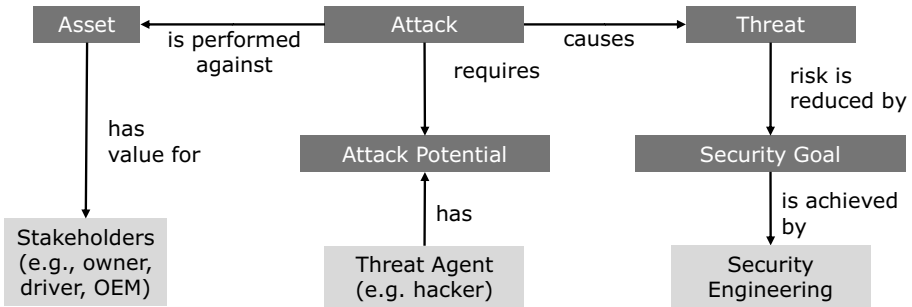 Asset
is performed
against
Attack
causes
Threat
has
value for
requires
risk is
reduced by
Attack Potential
Security Goal
has
is achieved
by
Stakeholders
(e.g., owner,
driver, OEM)
Threat Agent
(e.g. hacker)
Security
Engineering